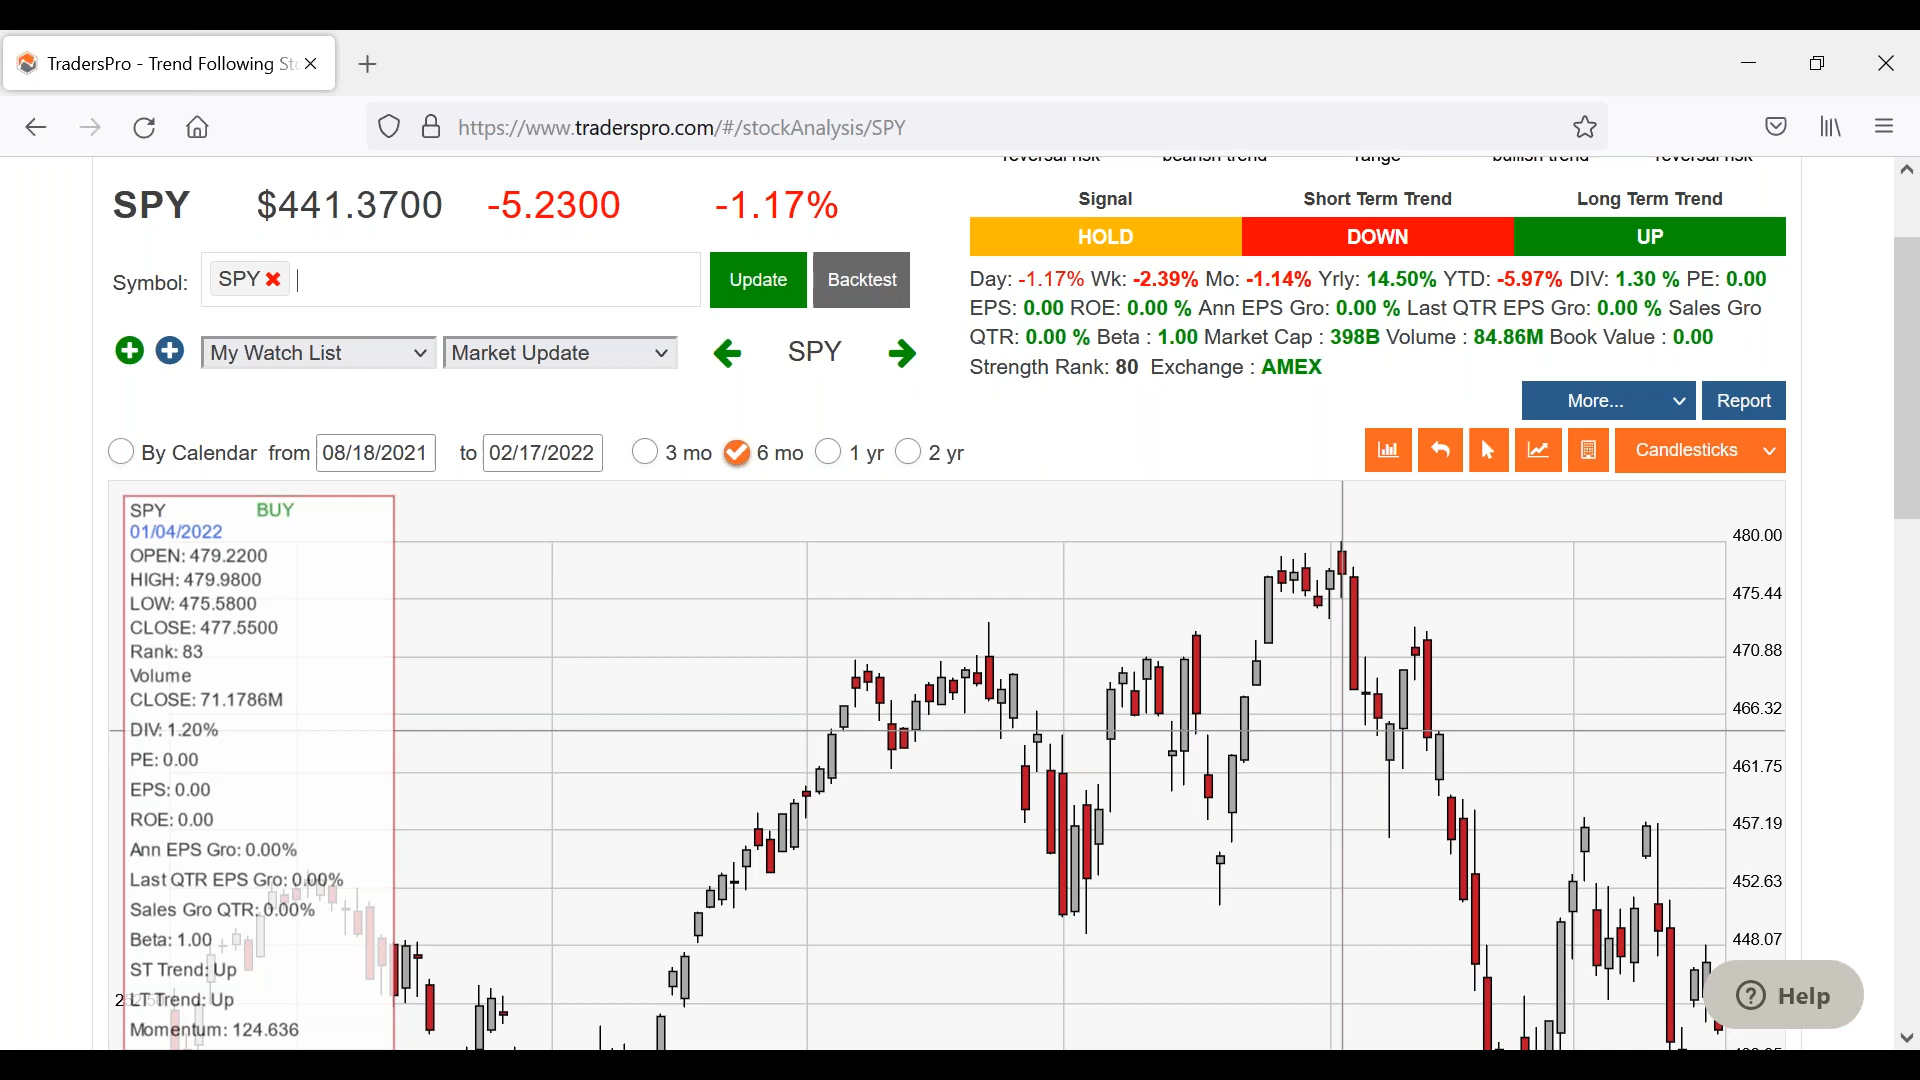 TradersPro - Trend Following Sto
https://www.traderspro.com/#/stockAnalysis/SPY
reversal risk bearish trend range bullish trend reversal risk
SPY $441.3700 -5.2300 -1.17%
Signal Short Term Trend Long Term Trend
HOLD DOWN UP
Symbol: SPY Update Backtest
Day: -1.17% Wk: -2.39% Mo: -1.14% Yrly: 14.50% YTD: -5.97% DIV: 1.30 % PE: 0.00
EPS: 0.00 ROE: 0.00 % Ann EPS Gro: 0.00 % Last QTR EPS Gro: 0.00 % Sales Gro
QTR: 0.00 % Beta : 1.00 Market Cap : 398B Volume : 84.86M Book Value : 0.00
Strength Rank: 80 Exchange : AMEX
My Watch List Market Update SPY
More... Report
By Calendar from 08/18/2021 to 02/17/2022 3 mo 6 mo 1 yr 2 yr
Candlesticks
SPY BUY
01/04/2022
OPEN: 479.2200
HIGH: 479.9800
LOW: 475.5800
CLOSE: 477.5500
Rank: 83
Volume
CLOSE: 71.1786M
DIV: 1.20%
PE: 0.00
EPS: 0.00
ROE: 0.00
Ann EPS Gro: 0.00%
Last QTR EPS Gro: 0.00%
Sales Gro QTR: 0.00%
Beta: 1.00
ST Trend: Up
LT Trend: Up
Momentum: 124.636
480.00
475.44
470.88
466.32
461.75
457.19
452.63
448.07
Help